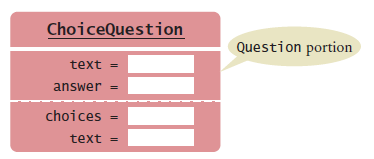 ChoiceQuestion
text =
answer =
choices =
text =
Question portion